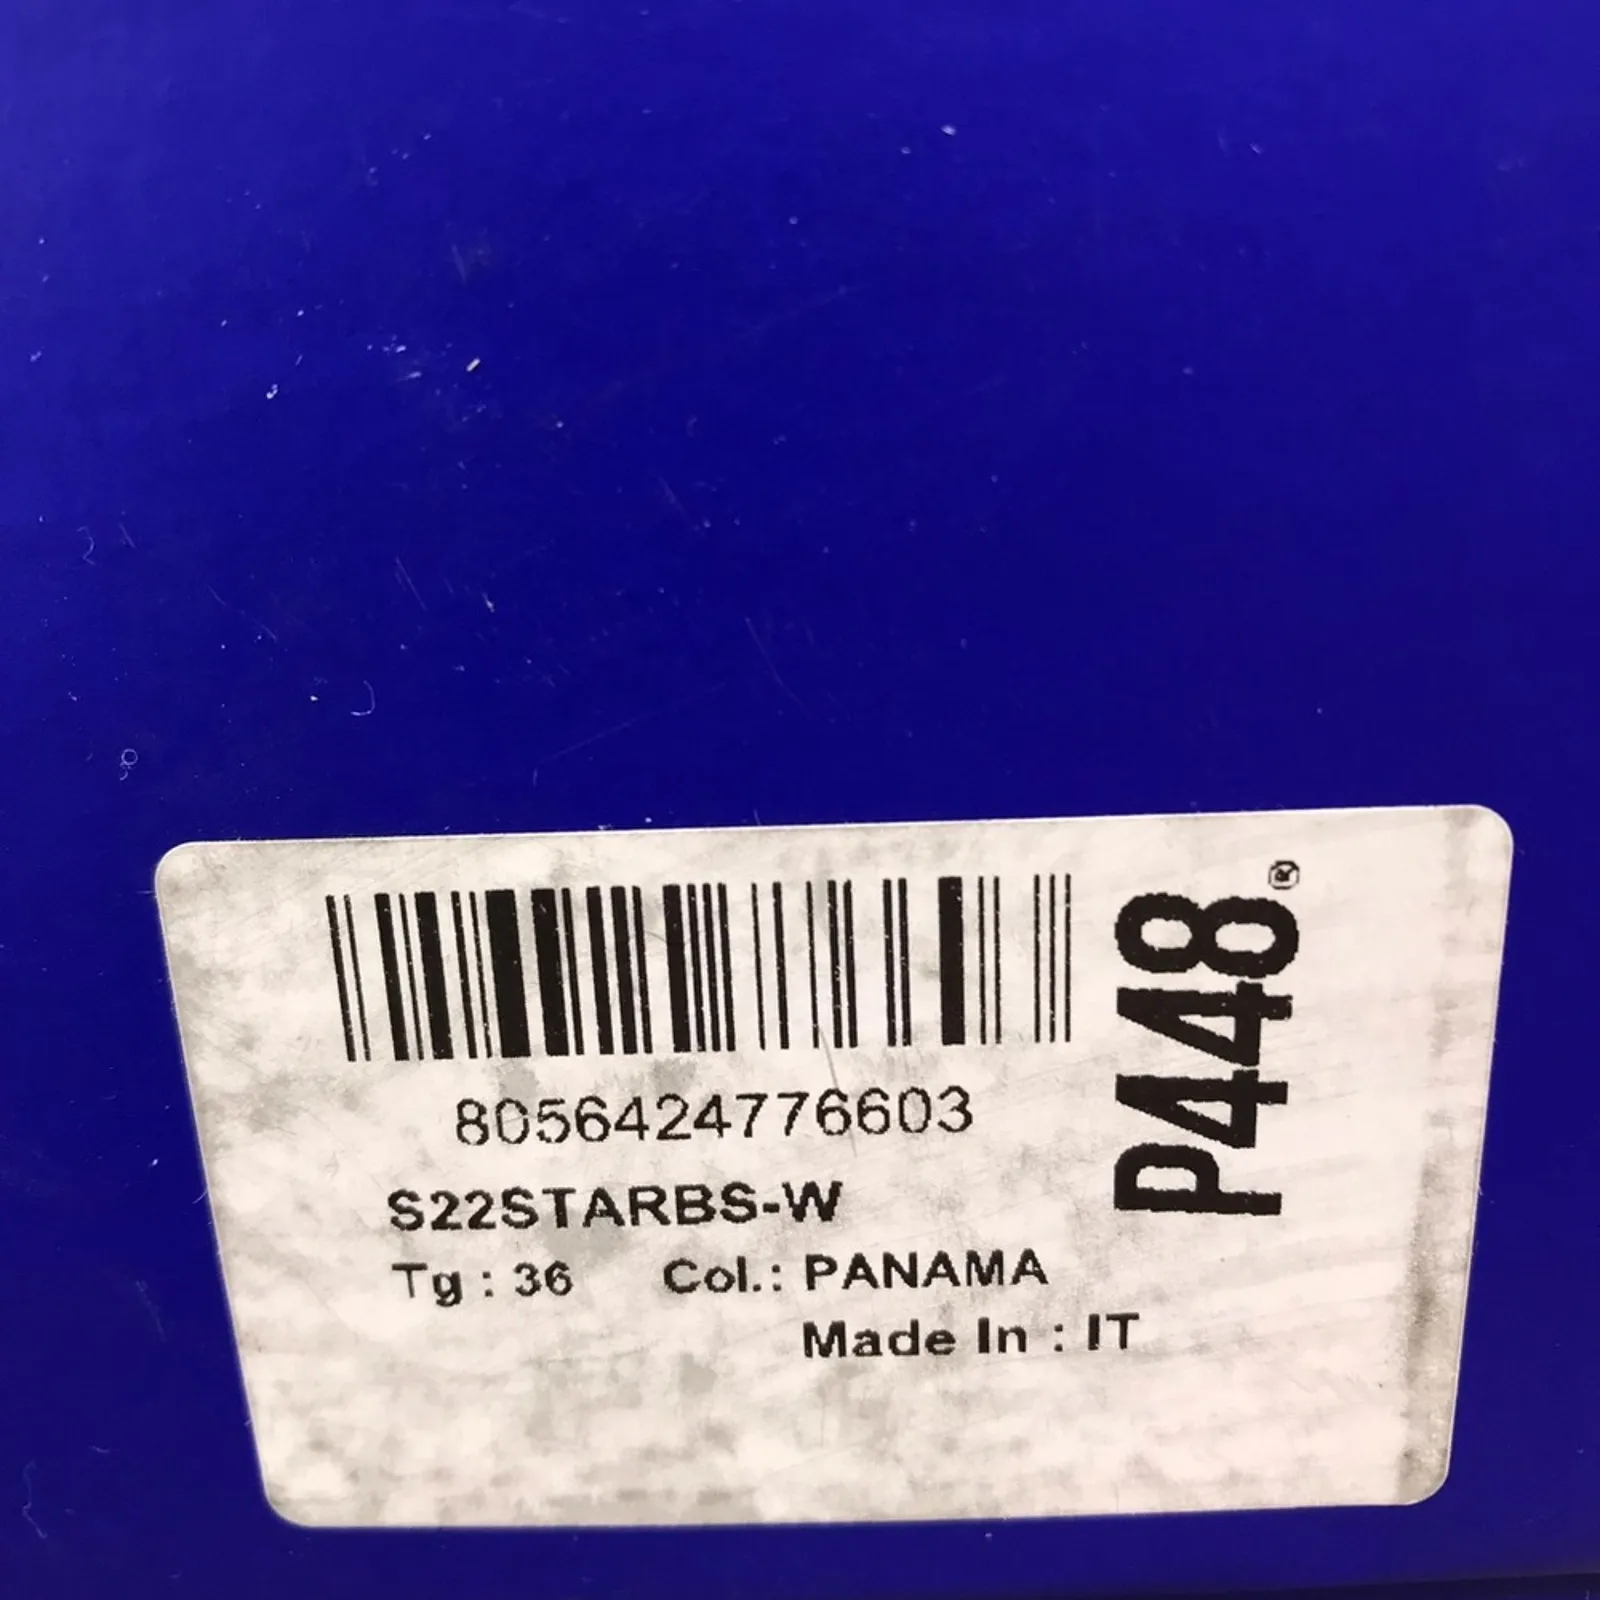 8056424776603
S22STARBS-W
Tg : 36 Col.: PANAMA
Made In : IT
P448®